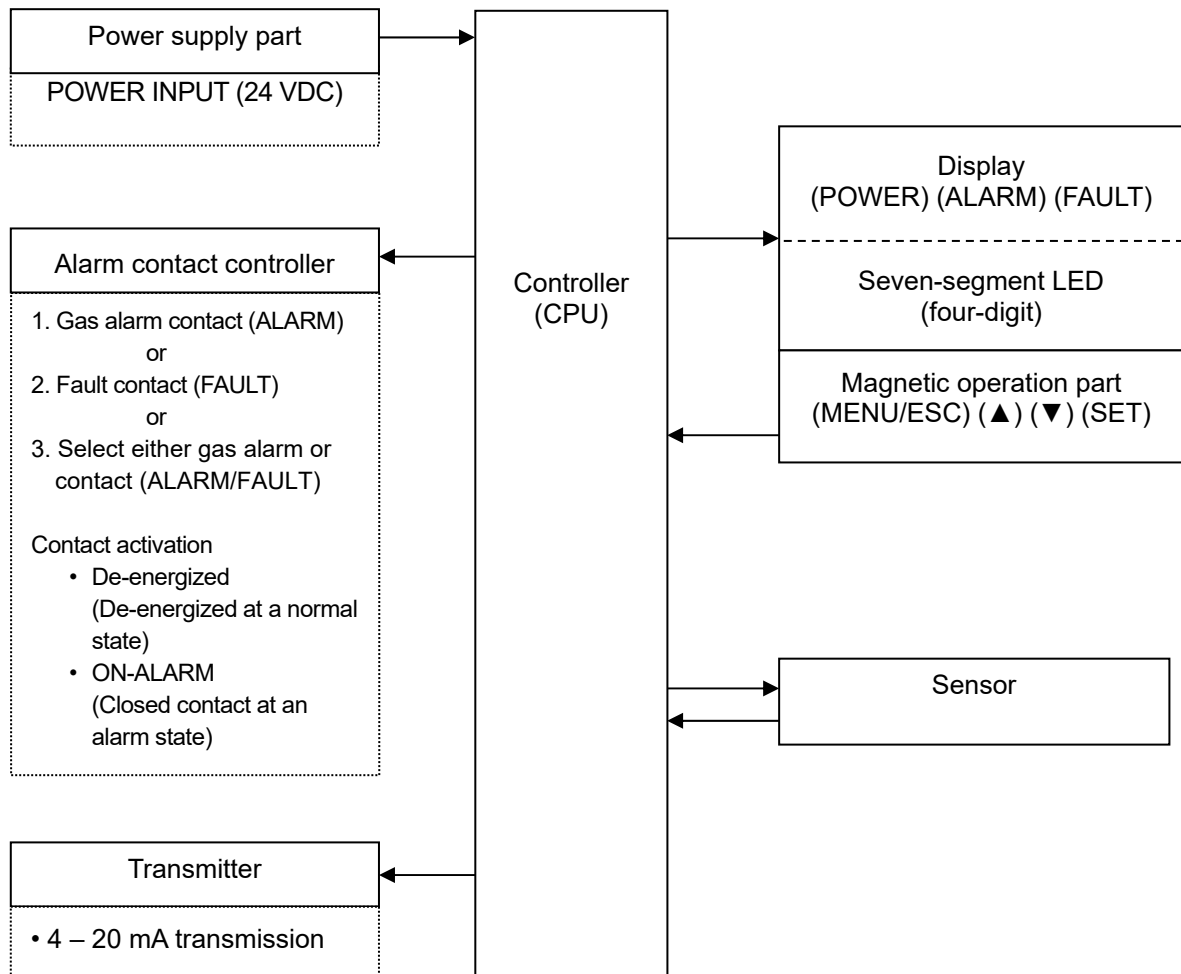 Power supply part
POWER INPUT (24 VDC)
Alarm contact controller
1. Gas alarm contact (ALARM)
or
2. Fault contact (FAULT)
or
3. Select either gas alarm or
contact (ALARM/FAULT)
Contact activation
• De-energized
(De-energized at a normal
state)
• ON-ALARM
(Closed contact at an
alarm state)
Transmitter
• 4 – 20 mA transmission
Controller
(CPU)
Display
(POWER) (ALARM) (FAULT)
Seven-segment LED
(four-digit)
Magnetic operation part
(MENU/ESC) (▲) (▼) (SET)
Sensor